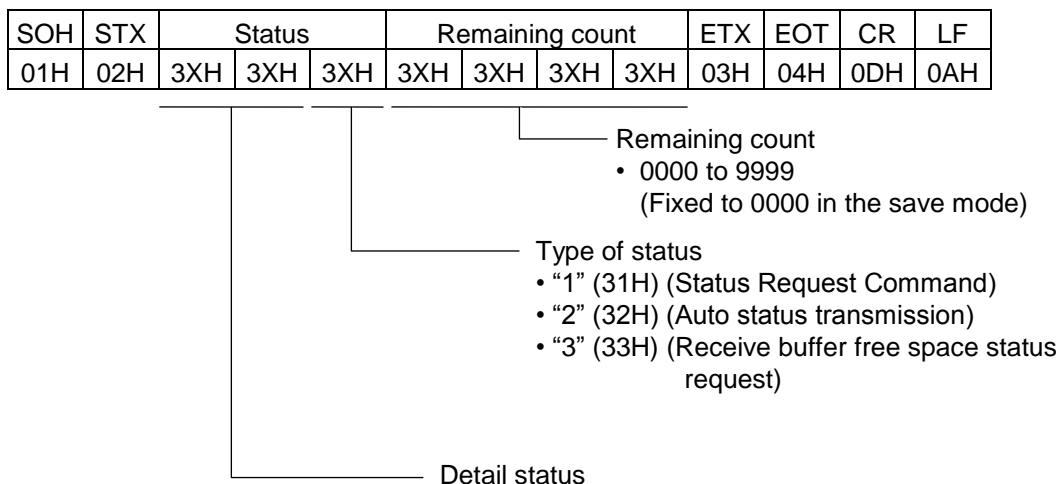 SOH STX Status Remaining count ETX EOT CR LF
01H 02H 3XH 3XH 3XH 3XH 3XH 3XH 3XH 03H 04H 0DH 0AH
Remaining count
• 0000 to 9999
(Fixed to 0000 in the save mode)
Type of status
• “1” (31H) (Status Request Command)
• “2” (32H) (Auto status transmission)
• “3” (33H) (Receive buffer free space status
request)
Detail status